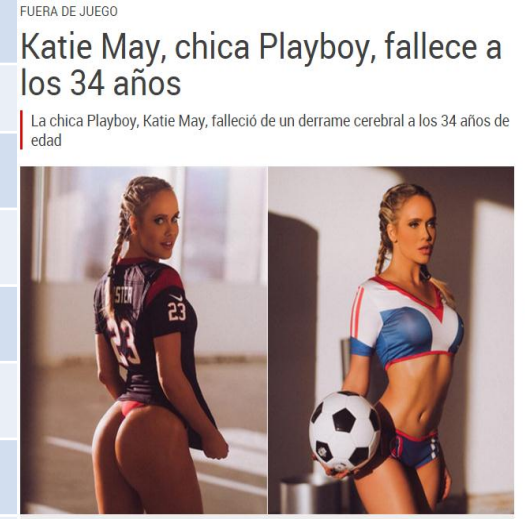 FUERA DE JUEGO
Katie May, chica Playboy, fallece a
los 34 años
La chica Playboy, Katie May, falleció de un derrame cerebral a los 34 años de
edad
STER
23
23